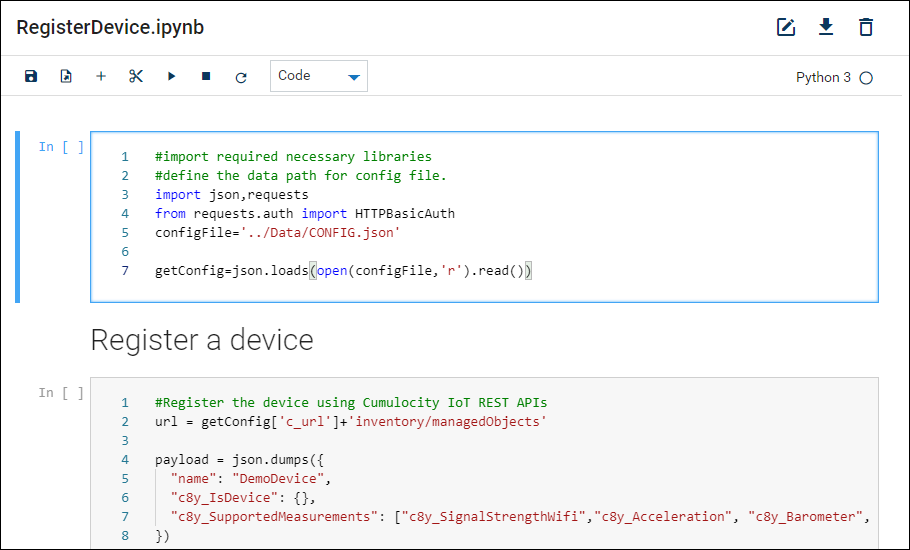 RegisterDevice.ipynb
Code
Python 3
In [ ]
1 #import required necessary libraries
2 #define the data path for config file.
3 import json,requests
4 from requests.auth import HTTPBasicAuth
5 configFile='../Data/CONFIG.json'
6
7 getConfig=json.loads(open(configFile,'r').read())
Register a device
In [ ]
1 #Register the device using Cumulocity IoT REST APIs
2 url = getConfig['c_url']+'inventory/managedObjects'
3
4 payload = json.dumps({
5 "name": "DemoDevice",
6 "c8y_IsDevice": {},
7 "c8y_SupportedMeasurements": ["c8y_SignalStrengthWifi","c8y_Acceleration", "c8y_Barometer",
8 })